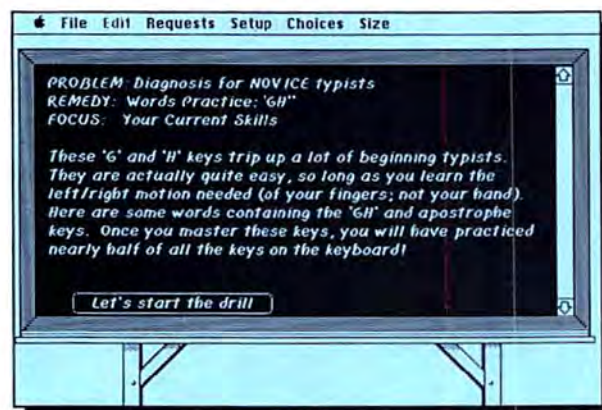 File Edit Requests Setup Choices Size
PROBLEM: Diagnosis for NOVICE typists
REMEDY: Words Practice: 'GH"
FOCUS: Your Current Skills
These 'G' and 'H' keys trip up a lot of beginning typists.
They are actually quite easy, so long as you learn the
left/right motion needed (of your fingers; not your hand).
Here are some words containing the 'GH' and apostrophe
keys. Once you master these keys, you will have practiced
nearly half of all the keys on the keyboard!
Let's start the drill